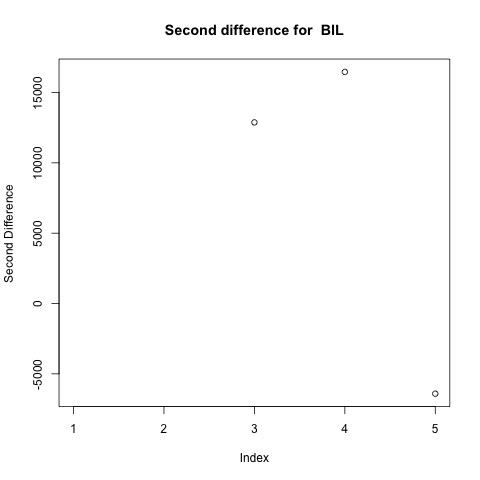 Second difference for  BIL
15000
10000
5000
0
-5000
Second Difference
1 2 3 4 5
Index